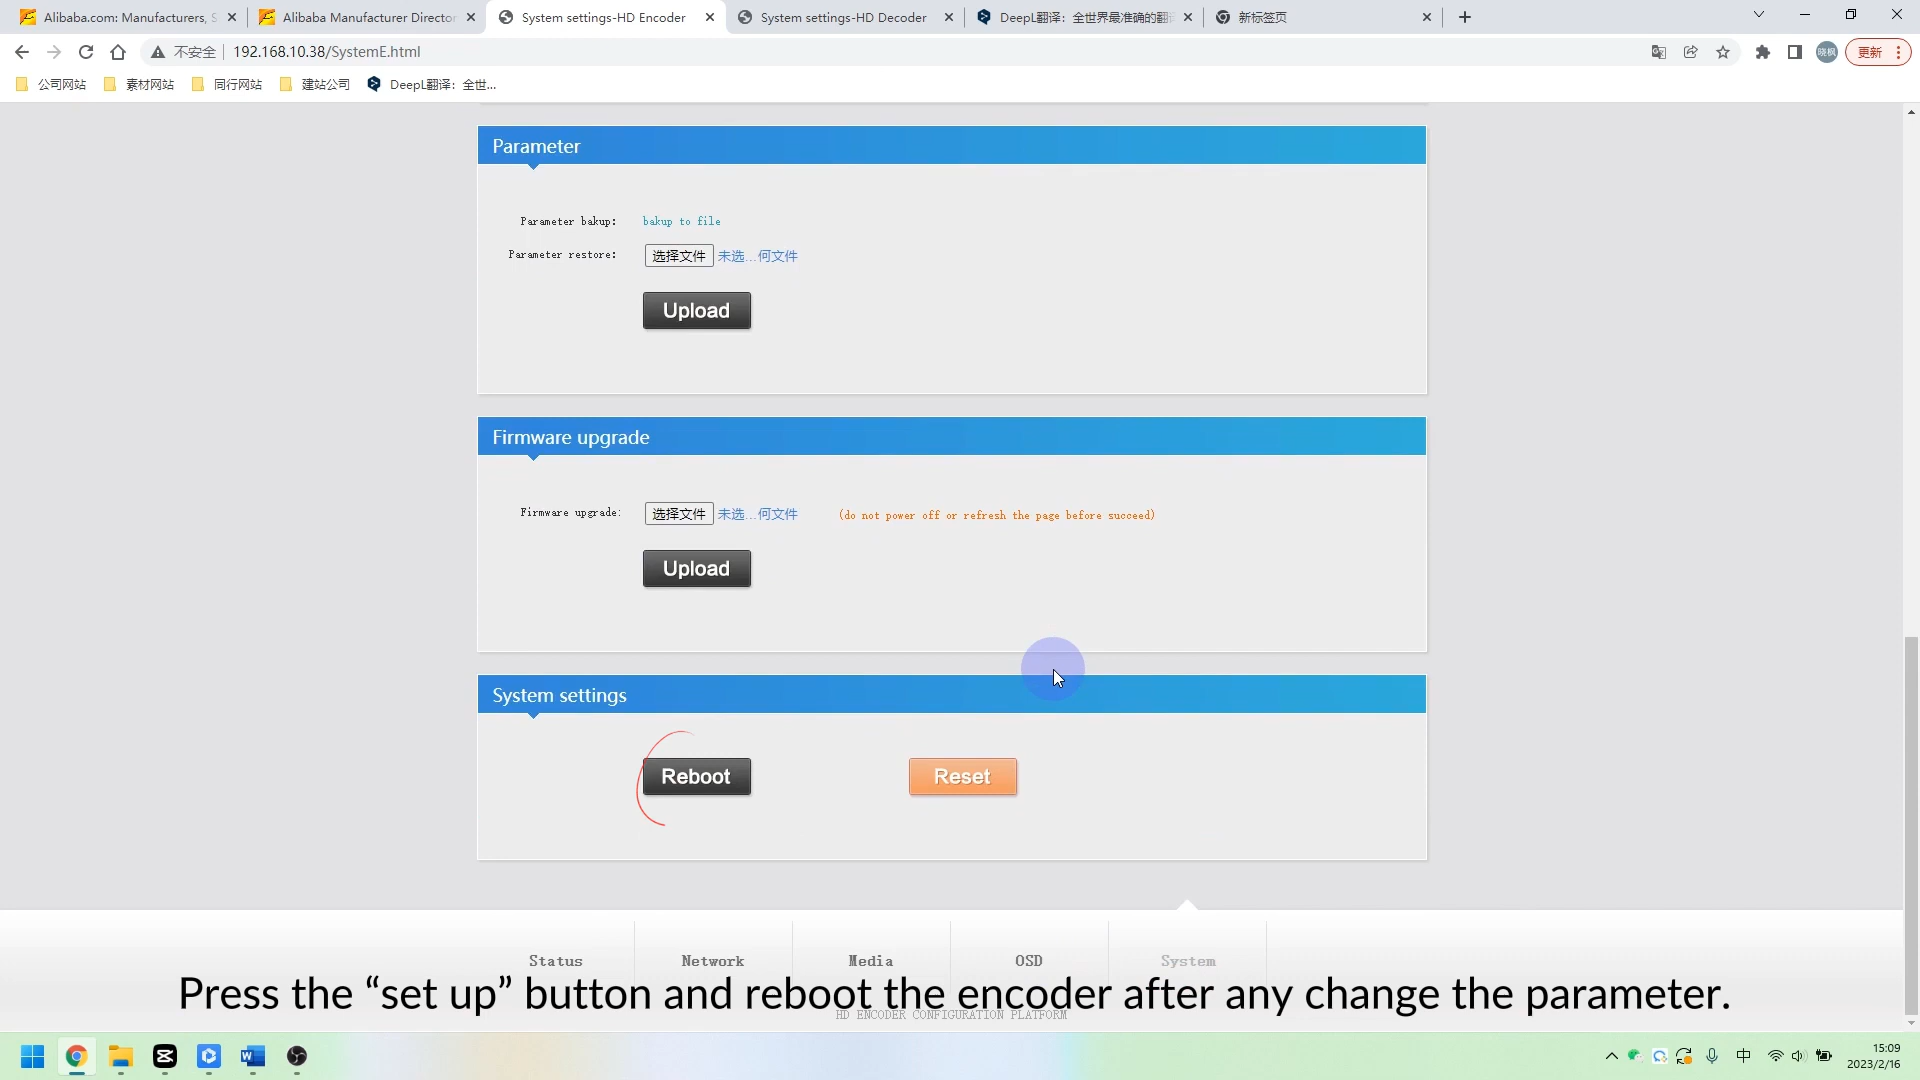 Alibaba.com: Manufacturers, S
Alibaba Manufacturer Director
System settings-HD Encoder
System settings-HD Decoder
DeepL翻译：全世界最准确的翻
新标签页
不安全
192.168.10.38/SystemE.html
更新
公司网站
素材网站
同行网站
建站公司
DeepL翻译：全世...
Parameter
Parameter bakup:
bakup to file
Parameter restore:
选择文件 未选...何文件
Upload
Firmware upgrade
Firmware upgrade:
选择文件 未选...何文件
(do not power off or refresh the page before succeed)
Upload
System settings
Reboot
Reset
Status
Network
Media
OSD
System
Press the “set up” button and reboot the encoder after any change the parameter.
HD ENCODER CONFIGURATION PLATFORM
中
15:09
2023/2/16